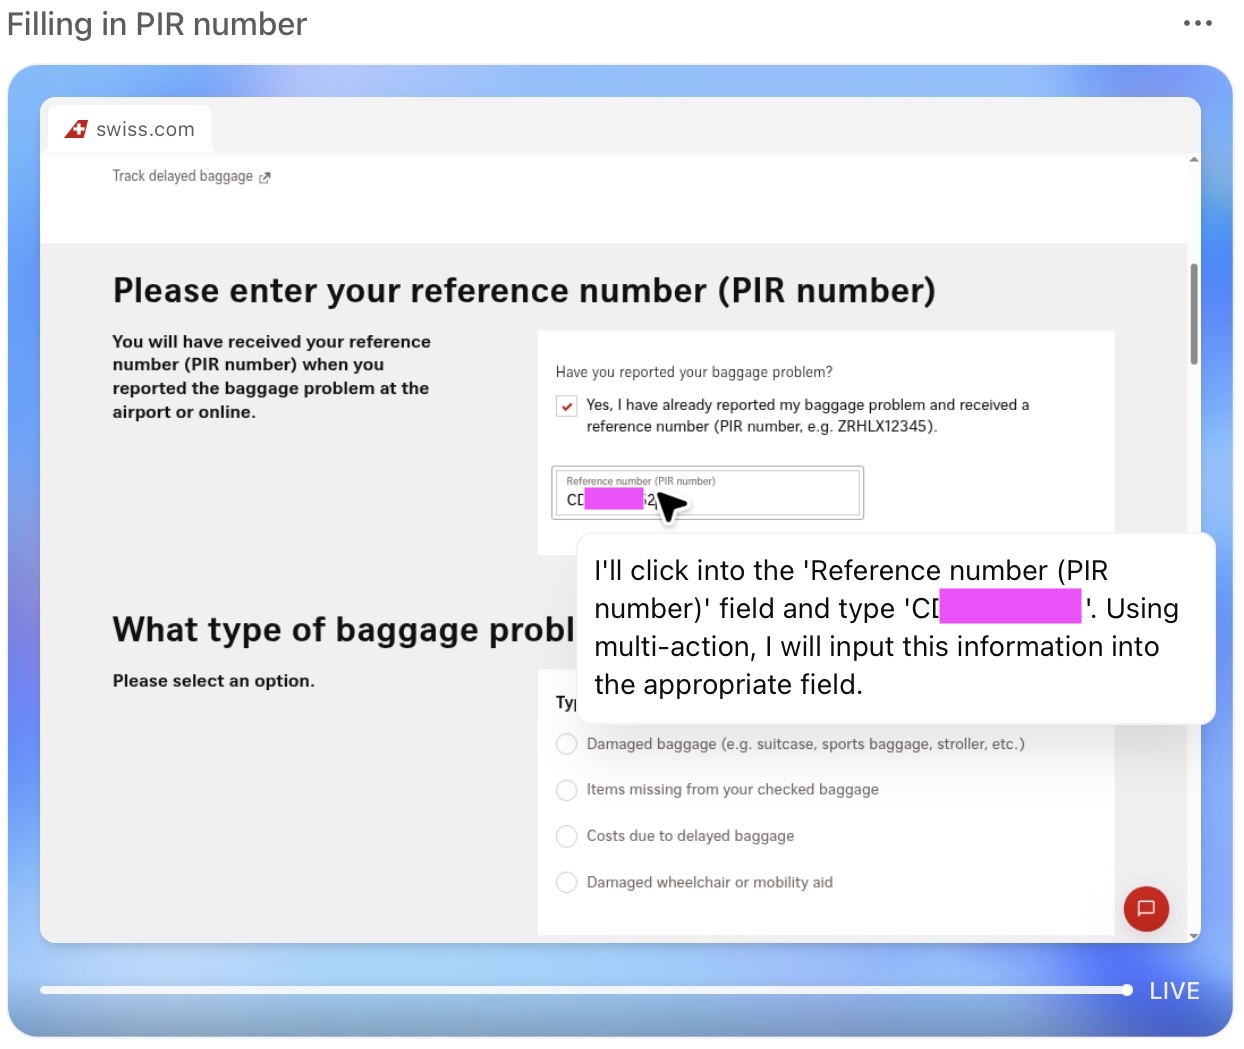 Filling in PIR number
swiss.com
Track delayed baggage
Please enter your reference number (PIR number)
You will have received your reference
number (PIR number) when you
reported the baggage problem at the
airport or online.
Have you reported your baggage problem?
Yes, I have already reported my baggage problem and received a
reference number (PIR number, e.g. ZRHLX12345).
Reference number (PIR number)
CD 52
I'll click into the 'Reference number (PIR
number)' field and type 'CD '. Using
multi-action, I will input this information into
the appropriate field.
What type of baggage probl
Please select an option.
Typ
Damaged baggage (e.g. suitcase, sports baggage, stroller, etc.)
Items missing from your checked baggage
Costs due to delayed baggage
Damaged wheelchair or mobility aid
LIVE